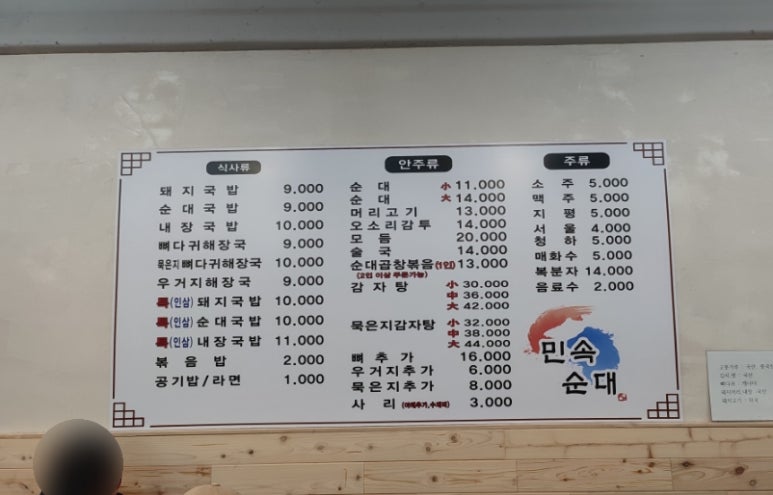 식사류
돼지국밥 9.000
순대국밥 9.000
내장국밥 10.000
뼈다귀해장국 9.000
묵은지뼈다귀해장국 10.000
우거지해장국 9.000
특(인삼)돼지국밥 10.000
특(인삼)순대국밥 10.000
특(인삼)내장국밥 11.000
볶음밥 2.000
공기밥/라면 1.000
안주류
순대 小 11.000
순대 大 14.000
머리고기 13.000
오소리감투 14.000
모듬 20.000
술국 14.000
순대곱창볶음(1인) 13.000
(2인 이상 주문가능)
감자탕 小 30.000
中 36.000
大 42.000
묵은지감자탕 小 32.000
中 38.000
大 44.000
뼈추가 16.000
우거지추가 6.000
묵은지추가 8.000
사리 3.000
주류
소주 5.000
맥주 5.000
지평 5.000
서울 4.000
청하 5.000
매화수 5.000
복분자 14.000
음료수 2.000
민속
순대